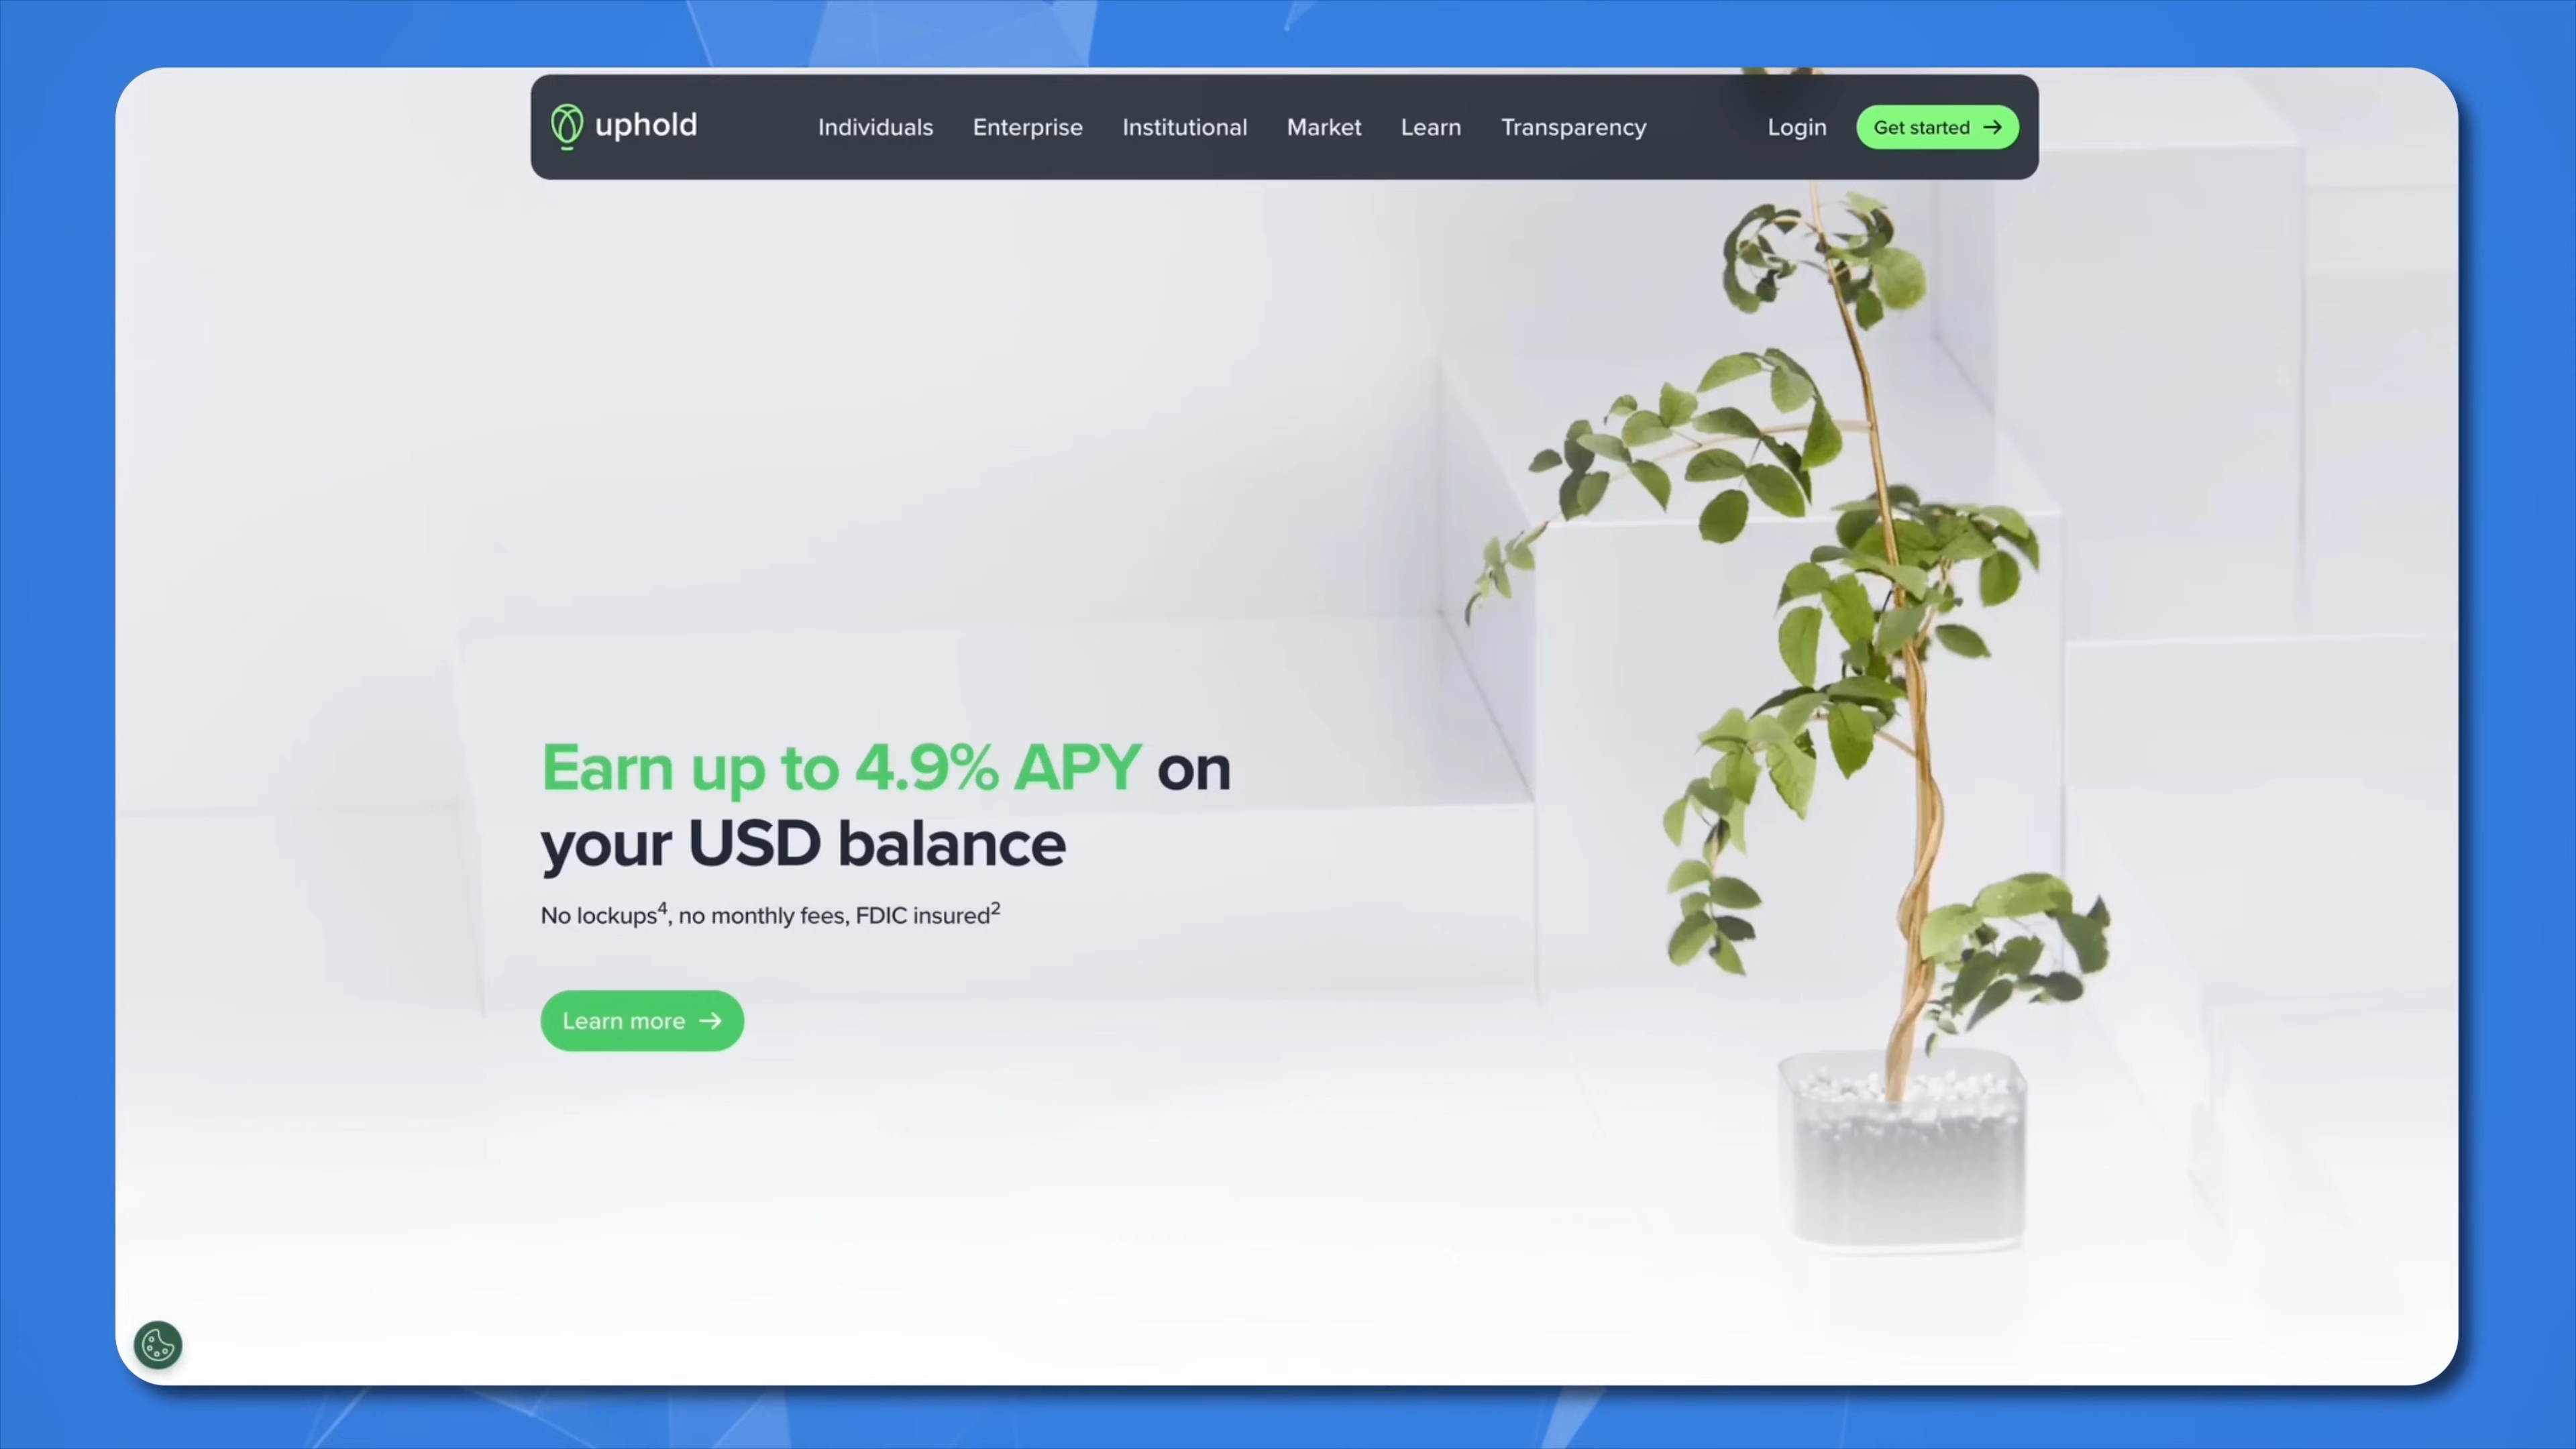 uphold
Individuals Enterprise Institutional Market Learn Transparency Login Get started →
Earn up to 4.9% APY on
your USD balance
No lockups⁴, no monthly fees, FDIC insured²
Learn more →